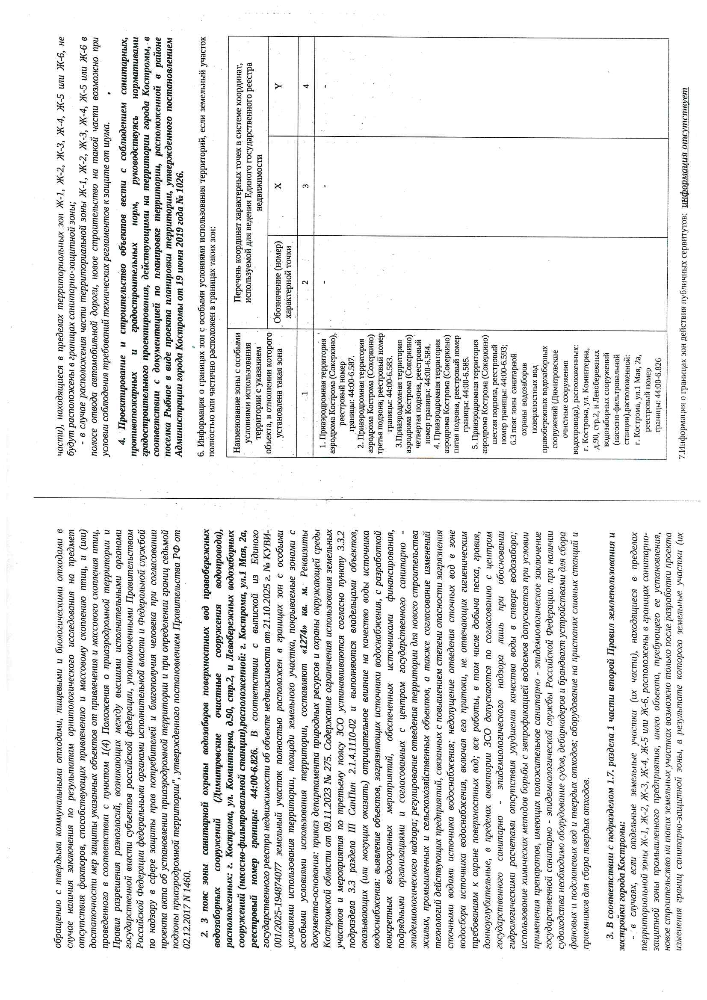 обращению с твердыми коммунальными отходами, пищевыми и биологическими отходами в
случае наличия заключения по результатам орнитологического исследования на предмет
отсутствия факторов, способствующих привлечению и массовому скоплению птиц, и (или)
достаточности мер защиты указанных объектов от привлечения и массового скопления птиц,
проведенного в соответствии с пунктом 1(4) Положения о приаэродромной территории и
Правил разрешения разногласий, возникающих между высшими исполнительными органами
государственной власти субъектов российской федерации, уполномоченными Правительством
Российской Федерации федеральными органами исполнительной власти и Федеральной службой
по надзору в сфере защиты прав потребителей и благополучия человека при согласовании
проекта акта об установлении приаэродромной территории и при определении границ седьмой
подзоны приаэродромной территории", утвержденного постановлением Правительства РФ от
02.12.2017 N 1460.
2. 3 пояс зоны санитарной охраны водозаборов поверхностных вод правобережных
водозаборных сооружений (Димитровские очистные сооружения водопровода),
расположенных: г. Кострома, ул. Коминтерна, д.90, стр.2, и Левобережных водозаборных
сооружений (насосно-фильтровальной станции),расположенной: г. Кострома, ул.1 Мая, 2а,
реестровый номер границы: 44:00-6.826. В соответствии с выпиской из Единого
государственного реестра недвижимости об объекте недвижимости от 21.10.2025 г. № КУВИ-
001/2025-194874077 земельный участок полностью расположен в границах зон с особыми
условиями использования территории, площади земельного участка, покрываемые зонами с
особыми условиями использования территории, составляют «1274» кв. м. Реквизиты
документа-основания: приказ департамента природных ресурсов и охраны окружающей среды
Костромской области от 09.11.2023 № 275. Содержание ограничения использования земельных
участков и мероприятия по третьему поясу ЗСО устанавливаются согласно пункту 3.3.2
подраздела 3.3 раздела III СанПин 2.1.4.1110-02 и выполняются владельцами объектов,
оказывающих (или могущих оказать) отрицательное влияние на качество воды источника
водоснабжения: выявление объектов, загрязняющих источники водоснабжения, с разработкой
конкретных водоохранных мероприятий, обеспеченных источниками финансирования,
подрядными организациями и согласованных с центром государственного санитарно -
эпидемиологического надзора; регулирование отведения территории для нового строительства
жилых, промышленных и сельскохозяйственных объектов, а также согласование изменений
технологий действующих предприятий, связанных с повышением степени опасности загрязнения
сточными водами источника водоснабжения; недопущение отведения сточных вод в зоне
водосбора источника водоснабжения, включая его притоки, не отвечающих гигиеническим
требованиям к охране поверхностных вод; все работы, в том числе добыча песка, гравия,
донноуглубительные, в пределах акватории ЗСО допускаются по согласованию с центром
государственного санитарно - эпидемиологического надзора лишь при обосновании
гидрологическими расчетами отсутствия ухудшения качества воды в створе водозабора;
использование химических методов борьбы с эвтрофикацией водоемов допускается при условии
применения препаратов, имеющих положительное санитарно - эпидемиологическое заключение
государственной санитарно - эпидемиологической службы Российской Федерации. при наличии
судоходства необходимо оборудование судов, дебаркадеров и брандвахт устройствами для сбора
фановых и подсланевых вод и твердых отходов; оборудование на пристанях сливных станций и
приемников для сбора твердых отходов.
3. В соответствии с подразделом 1.7. раздела 1 части второй Правил землепользования и
застройки города Костромы:
- в случаях, если отдельные земельные участки (их части), находящиеся в пределах
территориальной зоны Ж-1, Ж-2, Ж-3, Ж-4, Ж-5 или Ж-6, расположены в границах санитарно-
защитной зоны промышленного предприятия, иного объекта, требующего ее установления,
новое строительство на таких земельных участках возможно только после разработки проекта
изменения границ санитарно-защитной зоны, в результате которого земельные участки (их
части), находящиеся в пределах территориальных зон Ж-1, Ж-2, Ж-3, Ж-4, Ж-5 или Ж-6, не
будут расположены в границах санитарно-защитной зоны;
- в случае расположения части территориальной зоны Ж-1, Ж-2, Ж-3, Ж-4, Ж-5 или Ж-6 в
полосе отвода автомобильной дороги, новое строительство на такой части возможно при
условии соблюдения требований технических регламентов к защите от шума.
4. Проектирование и строительство объектов вести с соблюдением санитарных,
противопожарных и градостроительных норм, руководствуясь нормативами
градостроительного проектирования, действующими на территории города Костромы, в
соответствии с документацией по планировке территории, расположенной в районе
поселка Рыбное в виде проекта планировки территории, утвержденного постановлением
Администрации города Костромы от 19 июня 2019 года № 1026.
6. Информация о границах зон с особыми условиями использования территорий, если земельный участок
полностью или частично расположен в границах таких зон:
Наименование зоны с особыми
условиями использования
территории с указанием
объекта, в отношении которого
установлена такая зона
Перечень координат характерных точек в системе координат,
используемой для ведения Единого государственного реестра
недвижимости
Обозначение (номер)
характерной точки
X
Y
1
2
3
4
1. Приаэродромная территория
аэродрома Кострома (Сокеркино),
реестровый номер
границы: 44:00-6.587.
2. Приаэродромная территория
аэродрома Кострома (Сокеркино)
третья подзона, реестровый номер
границы: 44:00-6.583.
3.Приаэродромная территория
аэродрома Кострома (Сокеркино)
четвертая подзона, реестровый
номер границы: 44:00-6.584.
4. Приаэродромная территория
аэродрома Кострома (Сокеркино)
пятая подзона, реестровый номер
границы: 44:00-6.585.
5. Приаэродромная территория
аэродрома Кострома (Сокеркино)
шестая подзона, реестровый
номер границы: 44:00-6.593;
6.3 пояс зоны санитарной
охраны водозаборов
поверхностных вод
правобережных водозаборных
сооружений (Димитровские
очистные сооружения
водопровода), расположенных:
г. Кострома, ул. Коминтерна,
д.90, стр.2, и Левобережных
водозаборных сооружений
(насосно-фильтровальной
станции),расположенной:
г. Кострома, ул.1 Мая, 2а,
реестровый номер
границы: 44:00-6.826
-
-
-
7.Информация о границах зон действия публичных сервитутов: информация отсутствует